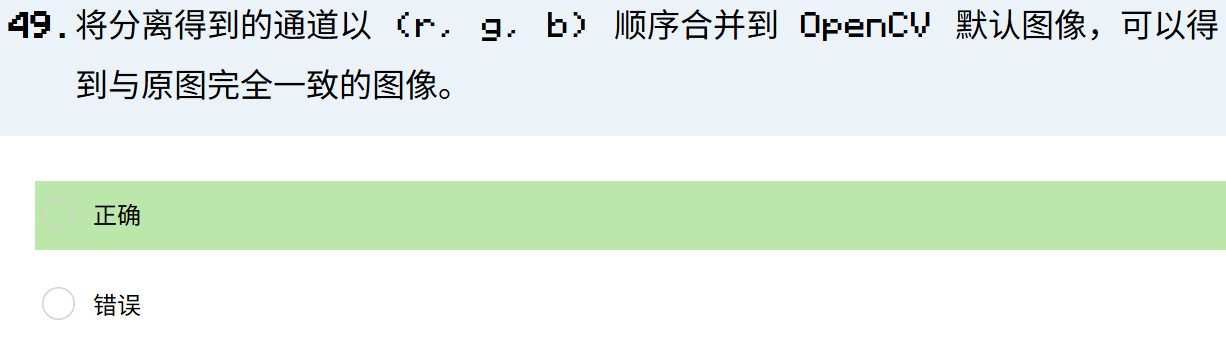 49.将分离得到的通道以 (r, g, b) 顺序合并到 OpenCV 默认图像，可以得
到与原图完全一致的图像。
正确
错误